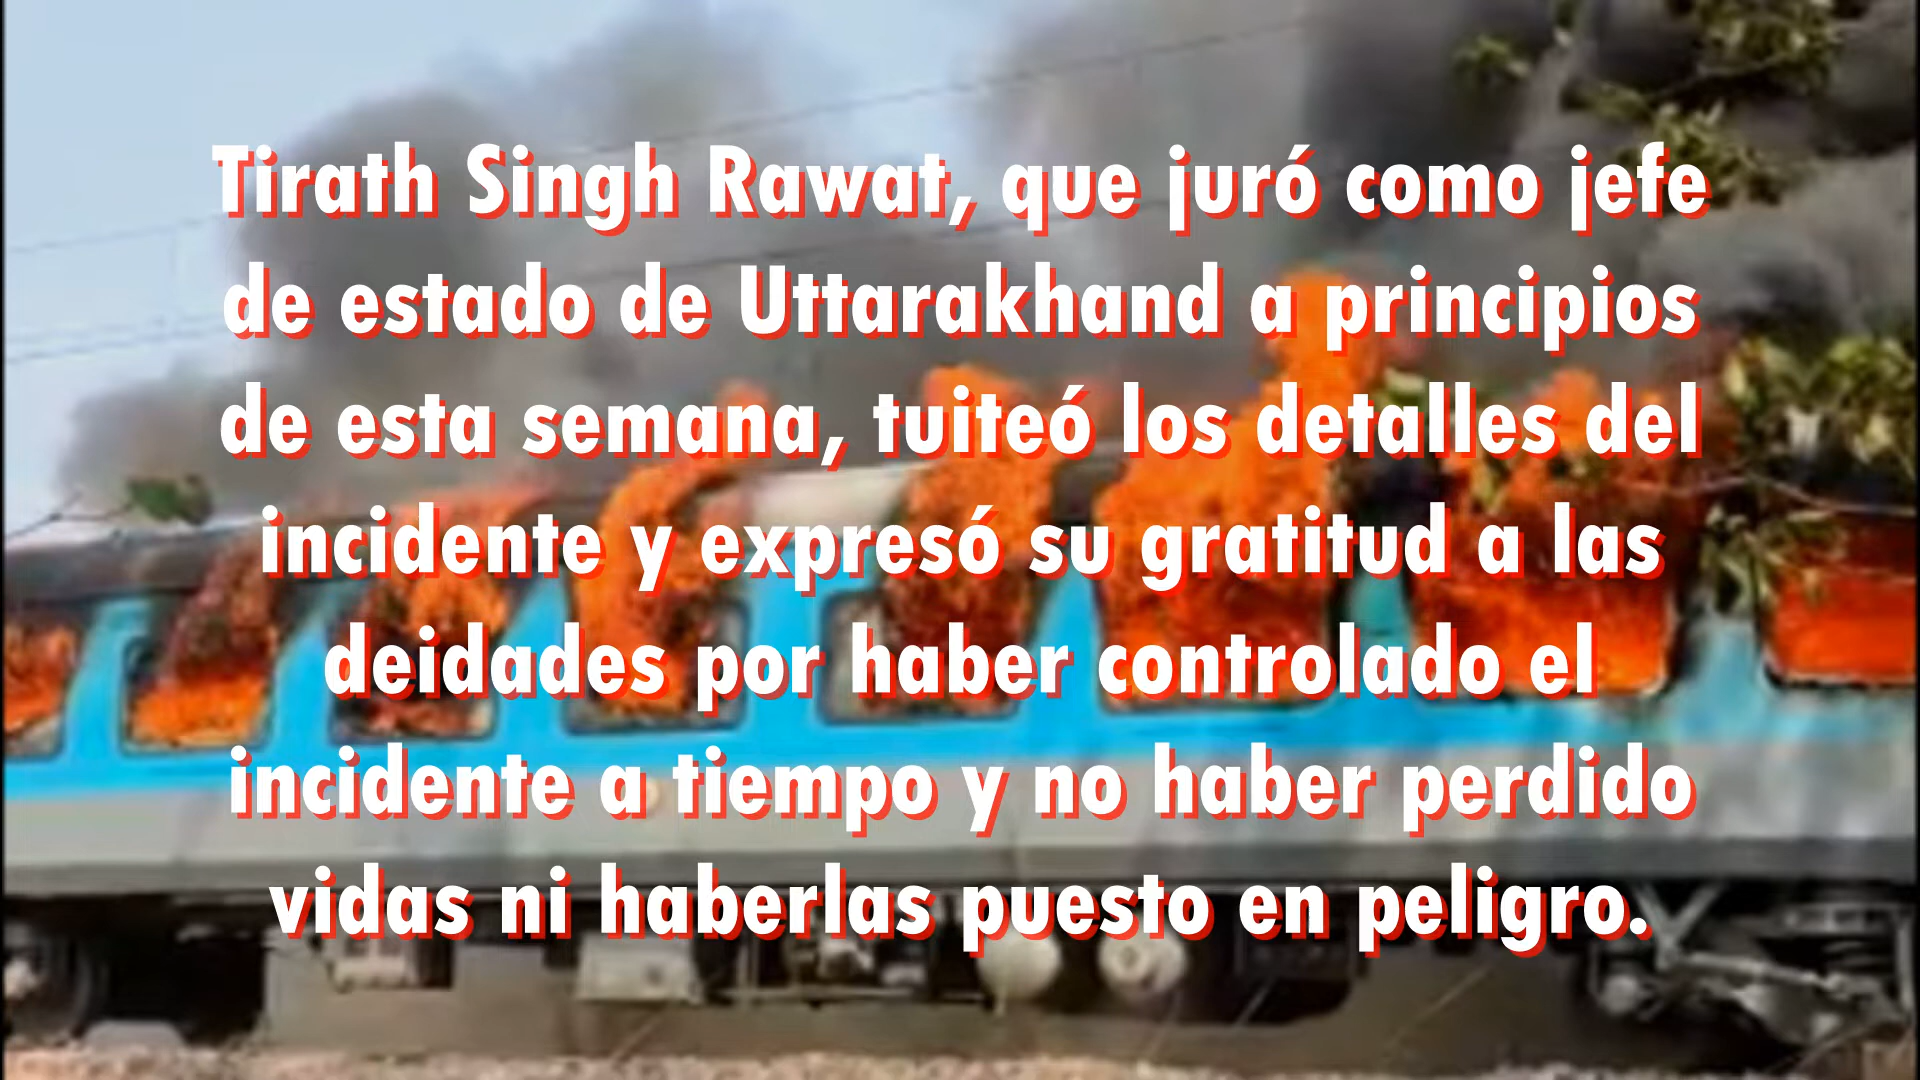 Tirath Singh Rawat, que juró como jefe
de estado de Uttarakhand a principios
de esta semana, tuiteó los detalles del
incidente y expresó su gratitud a las
deidades por haber controlado el
incidente a tiempo y no haber perdido
vidas ni haberlas puesto en peligro.